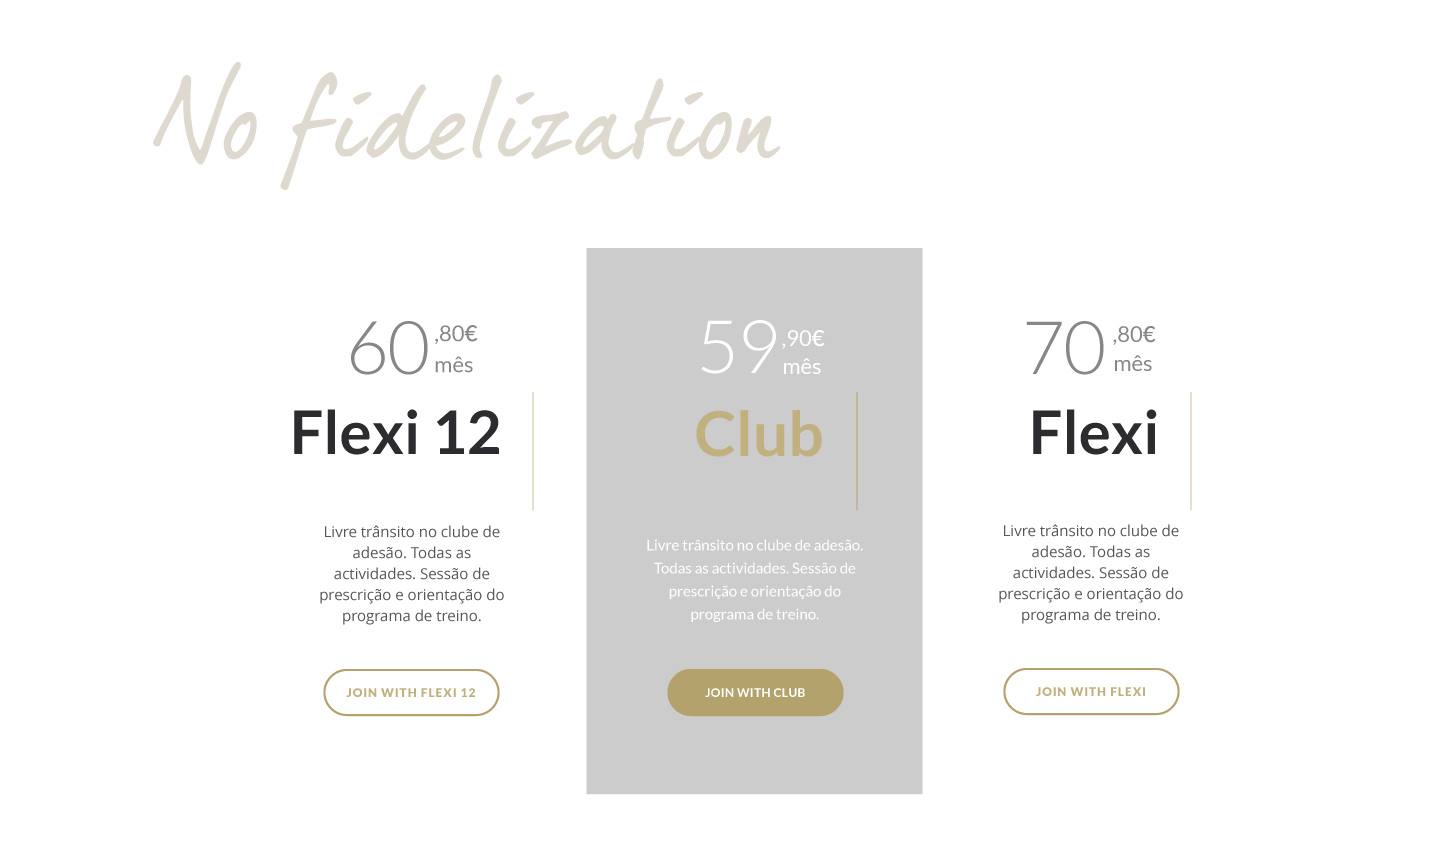 No fidelization
60 ,80€
mês
Flexi 12
Livre trânsito no clube de
adesão. Todas as
actividades. Sessão de
prescrição e orientação do
programa de treino.
JOIN WITH FLEXI 12
59 ,90€
mês
Club
Livre trânsito no clube de adesão.
Todas as actividades. Sessão de
prescrição e orientação do
programa de treino.
JOIN WITH CLUB
70 ,80€
mês
Flexi
Livre trânsito no clube de
adesão. Todas as
actividades. Sessão de
prescrição e orientação do
programa de treino.
JOIN WITH FLEXI